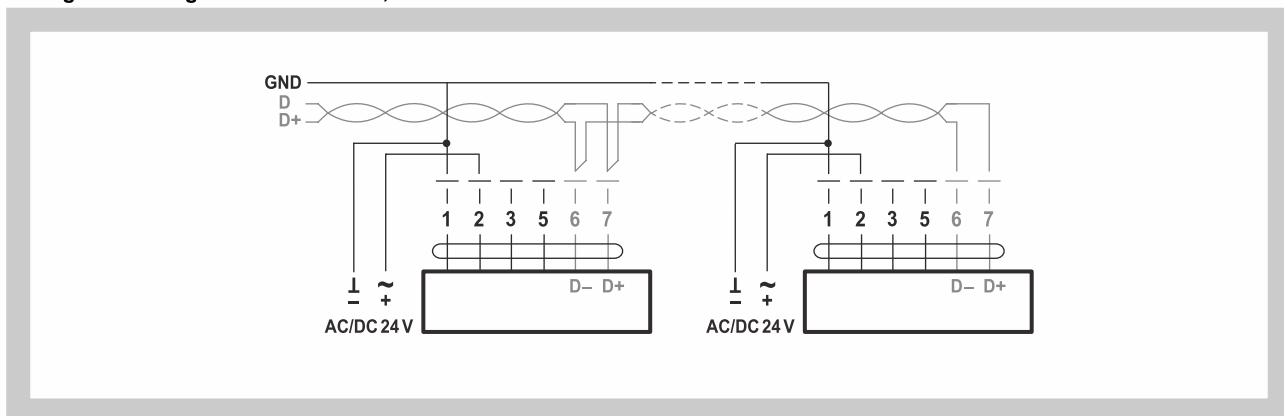 GND
D
D+
1 2 3 5 6 7
1 2 3 5 6 7
D– D+
D– D+
⊥ ~
– +
AC/DC 24 V
⊥ ~
– +
AC/DC 24 V